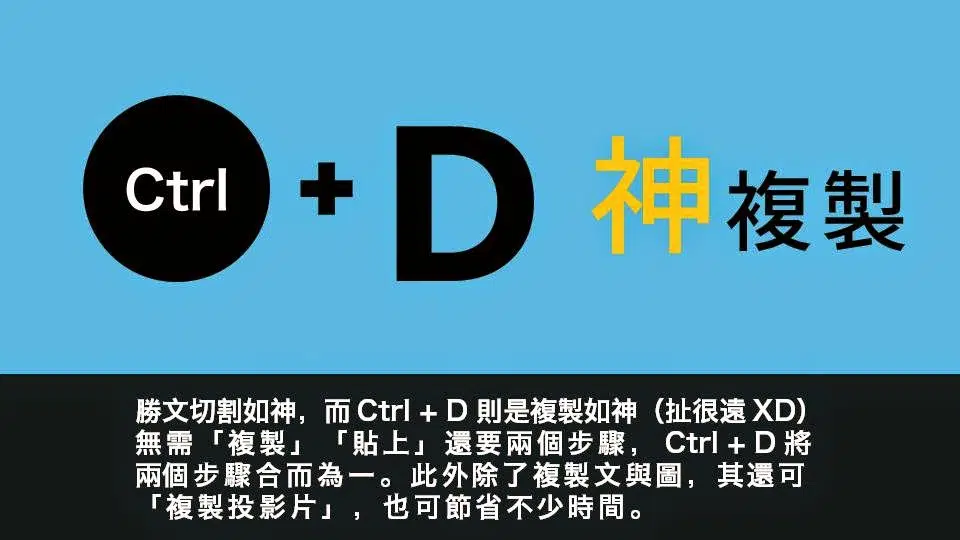 Ctrl + D 神複製
勝文切割如神，而 Ctrl + D 則是複製如神（扯很遠 XD）
無需「複製」「貼上」還要兩個步驟，Ctrl + D 將
兩個步驟合而為一。此外除了複製文與圖，其還可
「複製投影片」，也可節省不少時間。